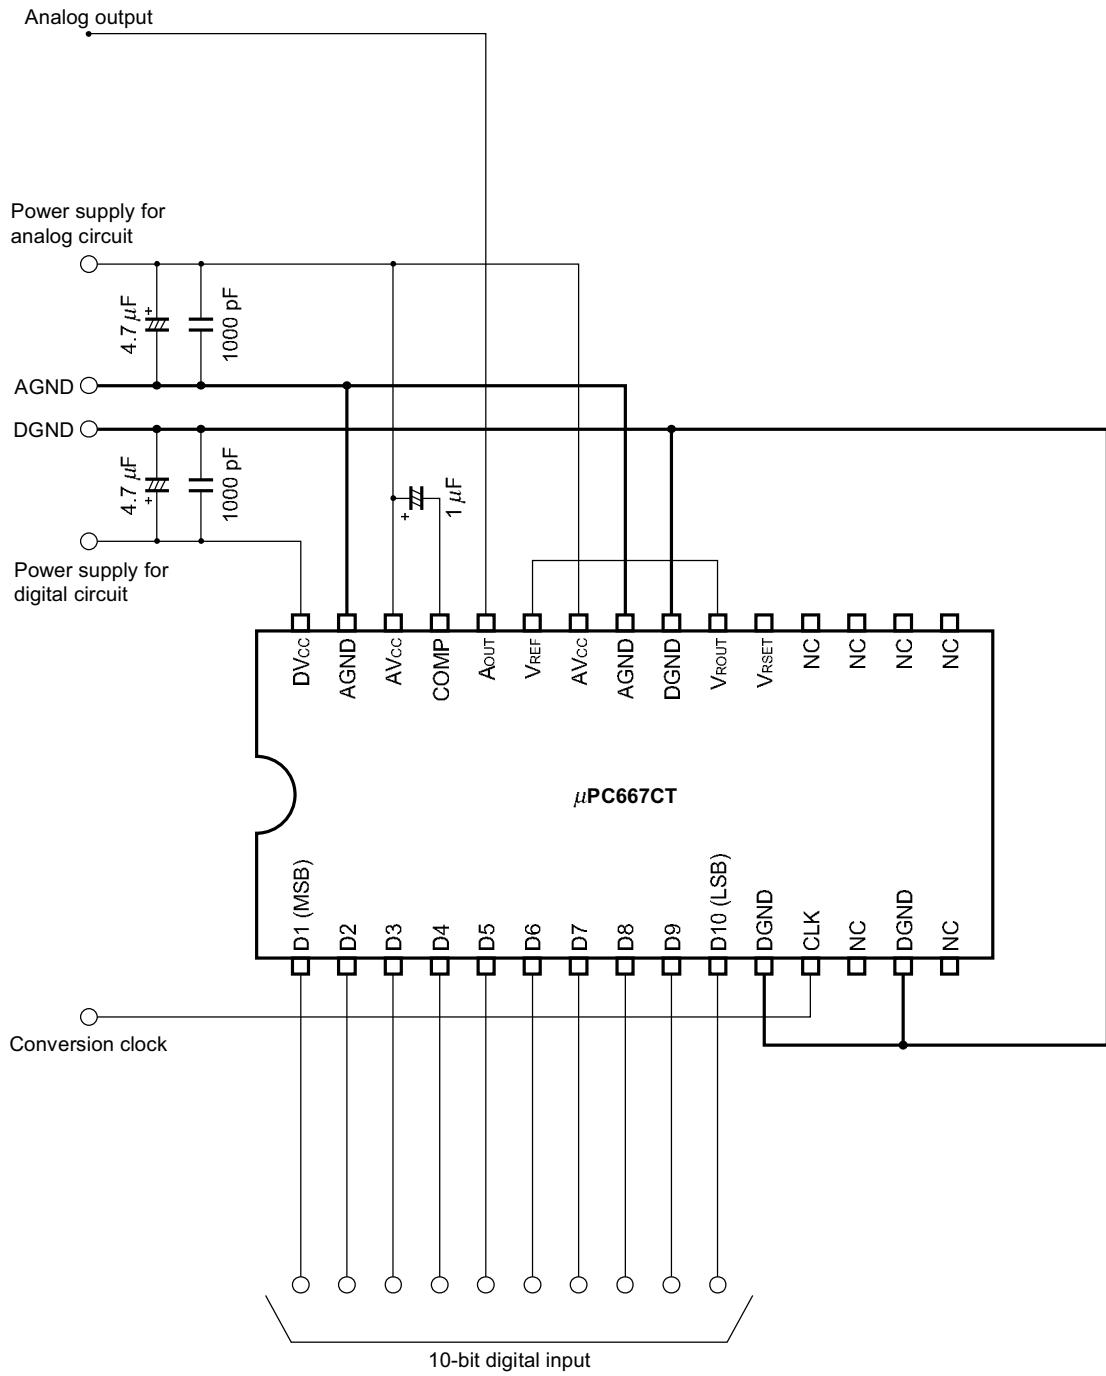 Analog output
Power supply for
analog circuit
4.7 μF
+
1000 pF
AGND
DGND
4.7 μF
+
1000 pF
+
1 μF
Power supply for
digital circuit
DVCC
AGND
AVCC
COMP
AOUT
VREF
AVCC
AGND
DGND
VROUT
VRSET
NC
NC
NC
NC
μPC667CT
D1 (MSB)
D2
D3
D4
D5
D6
D7
D8
D9
D10 (LSB)
DGND
CLK
NC
DGND
NC
Conversion clock
10-bit digital input